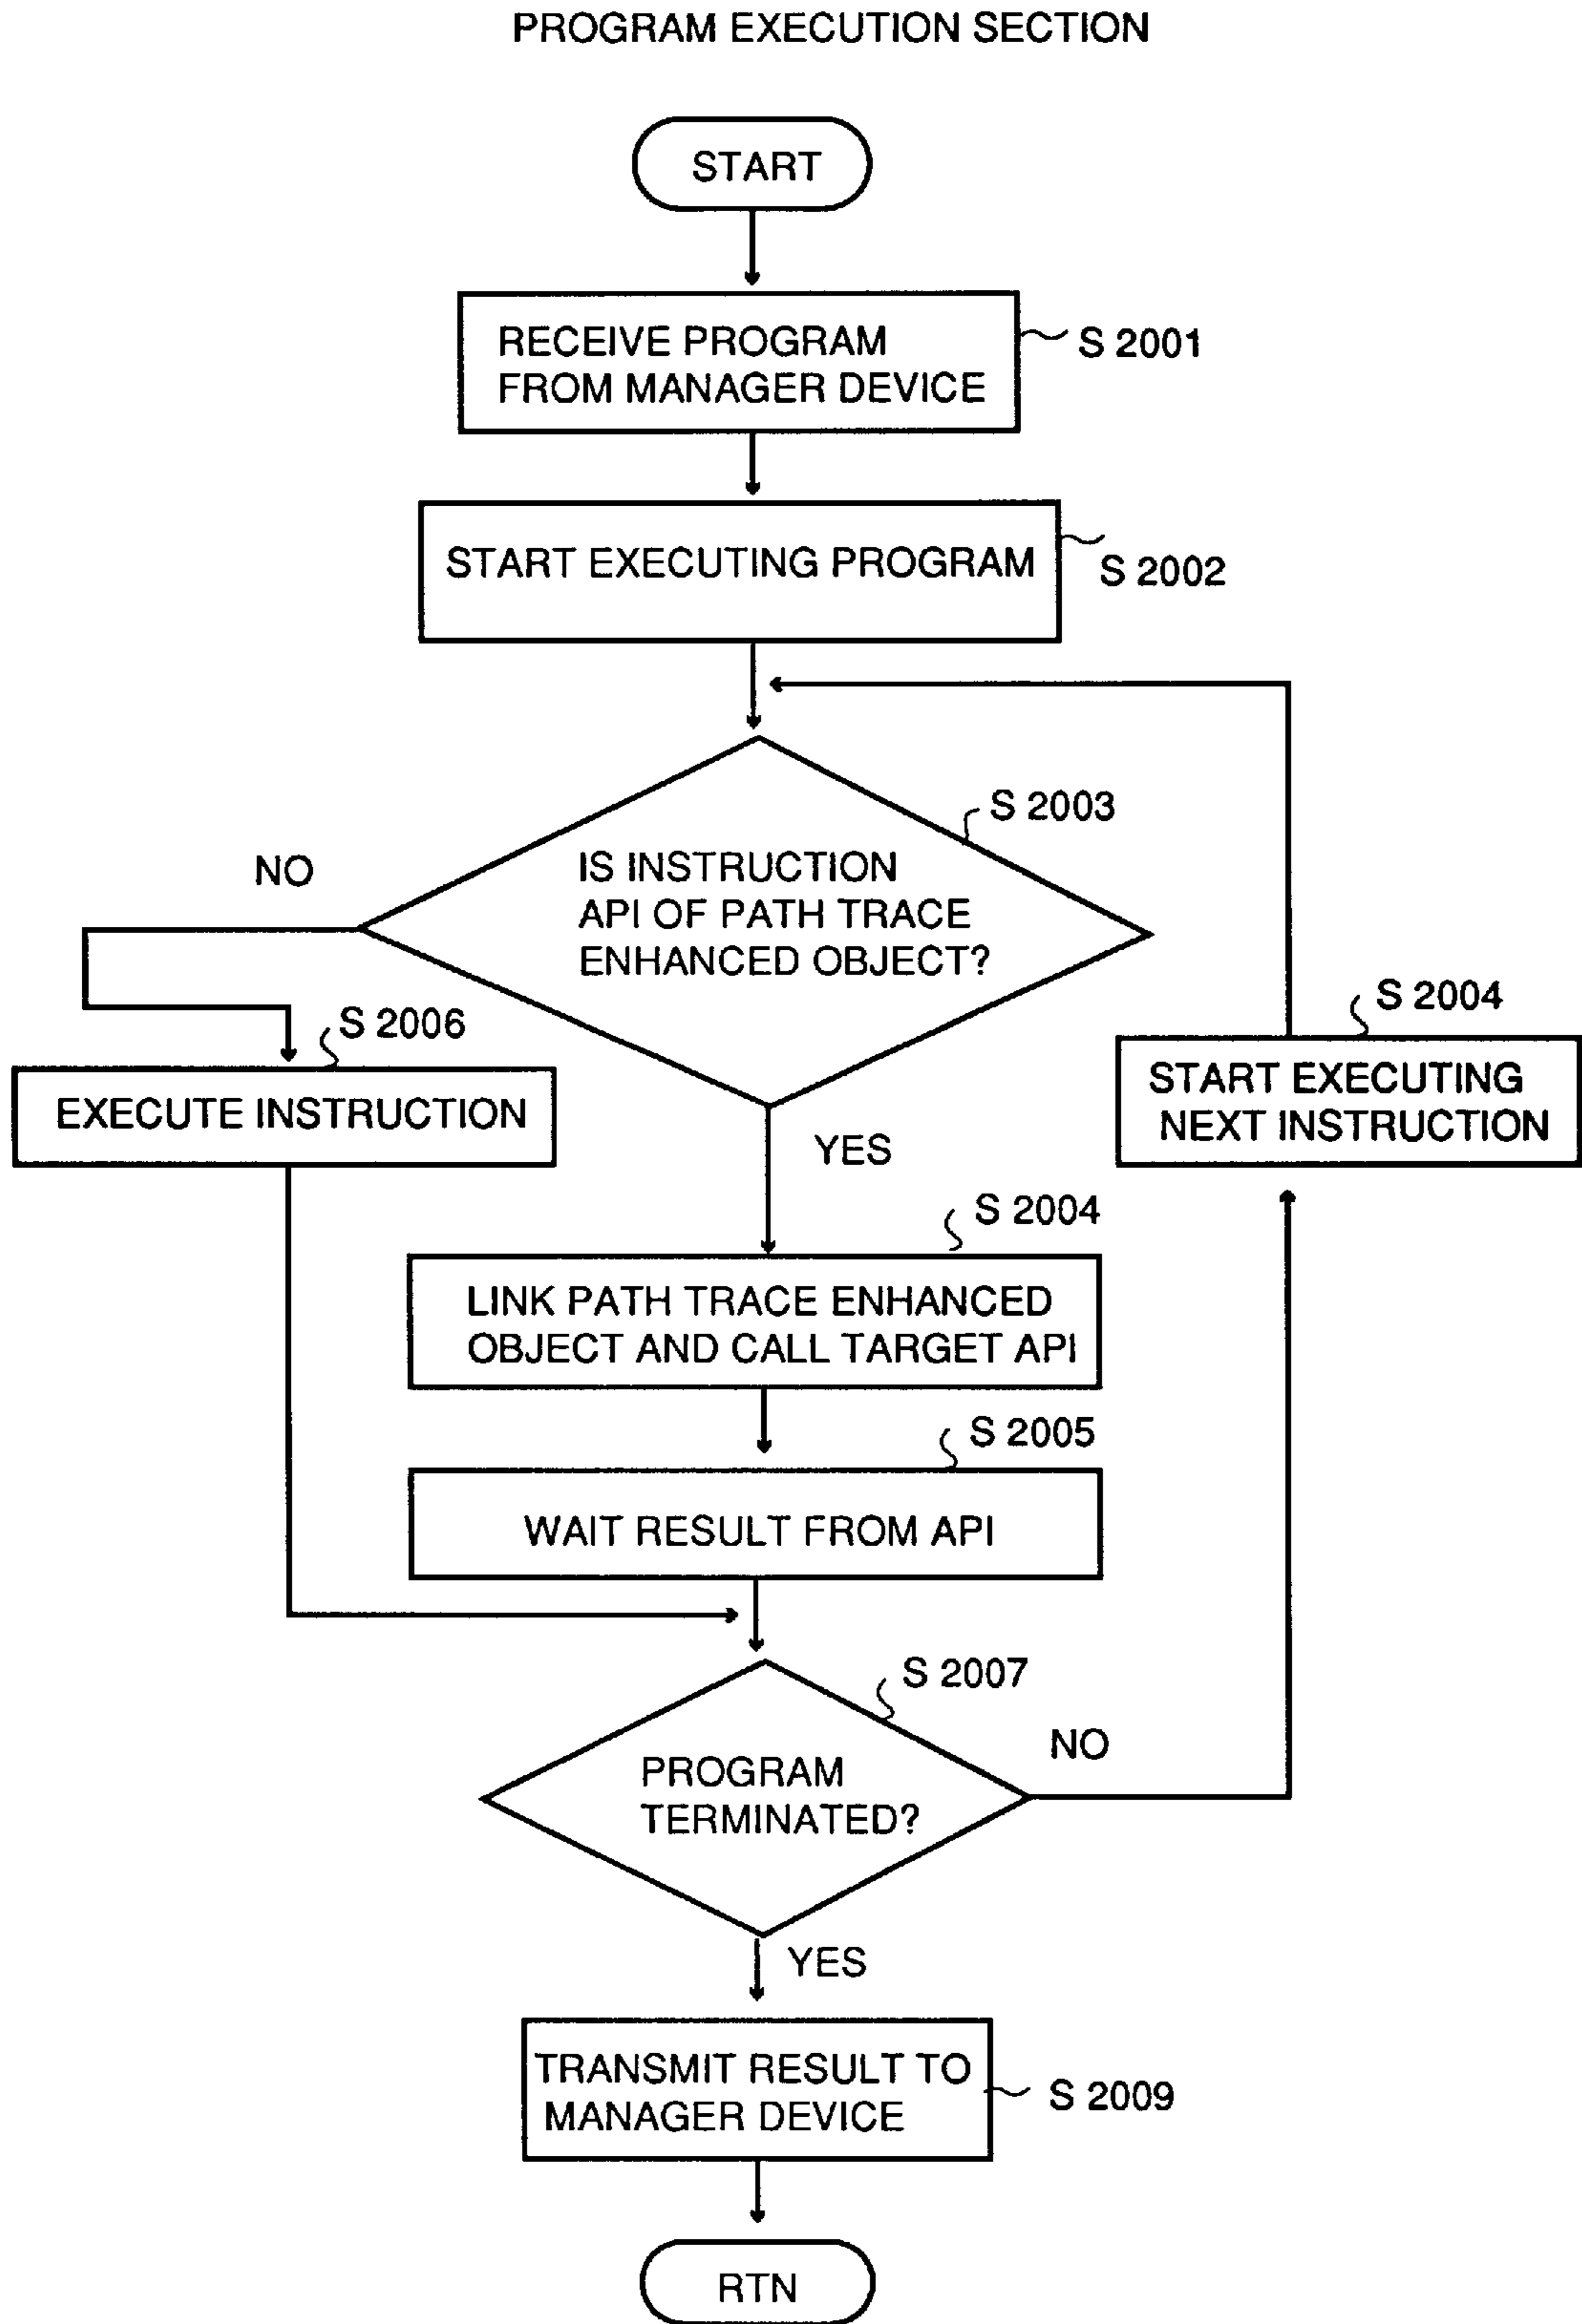 PROGRAM EXECUTION SECTION
START
RECEIVE PROGRAM
FROM MANAGER DEVICE
S 2001
START EXECUTING PROGRAM
S 2002
S 2003
NO
IS INSTRUCTION
API OF PATH TRACE
ENHANCED OBJECT?
S 2006
EXECUTE INSTRUCTION
S 2004
START EXECUTING
NEXT INSTRUCTION
YES
S 2004
LINK PATH TRACE ENHANCED
OBJECT AND CALL TARGET API
S 2005
WAIT RESULT FROM API
S 2007
NO
PROGRAM
TERMINATED?
YES
TRANSMIT RESULT TO
MANAGER DEVICE
S 2009
RTN